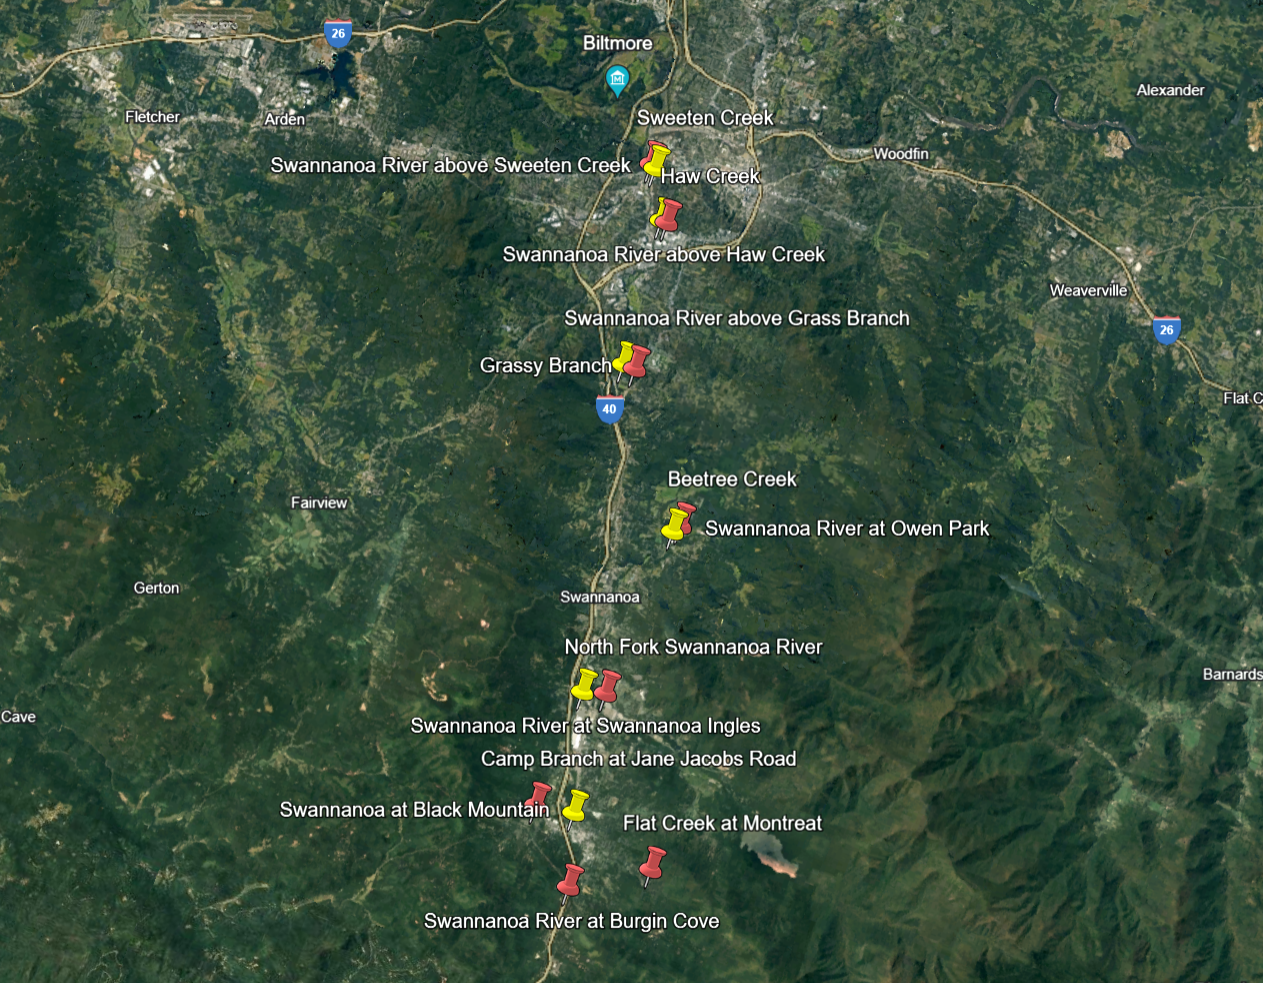 26
Biltmore
Alexander
Fletcher
Arden
Sweeten Creek
Woodfin
Swannanoa River above Sweeten Creek
Haw Creek
Swannanoa River above Haw Creek
Weaverville
Swannanoa River above Grass Branch
26
Grassy Branch
Flat C
40
Beetree Creek
Fairview
Swannanoa River at Owen Park
Gerton
Swannanoa
North Fork Swannanoa River
Barnards
Cave
Swannanoa River at Swannanoa Ingles
Camp Branch at Jane Jacobs Road
Swannanoa at Black Mountain
Flat Creek at Montreat
Swannanoa River at Burgin Cove